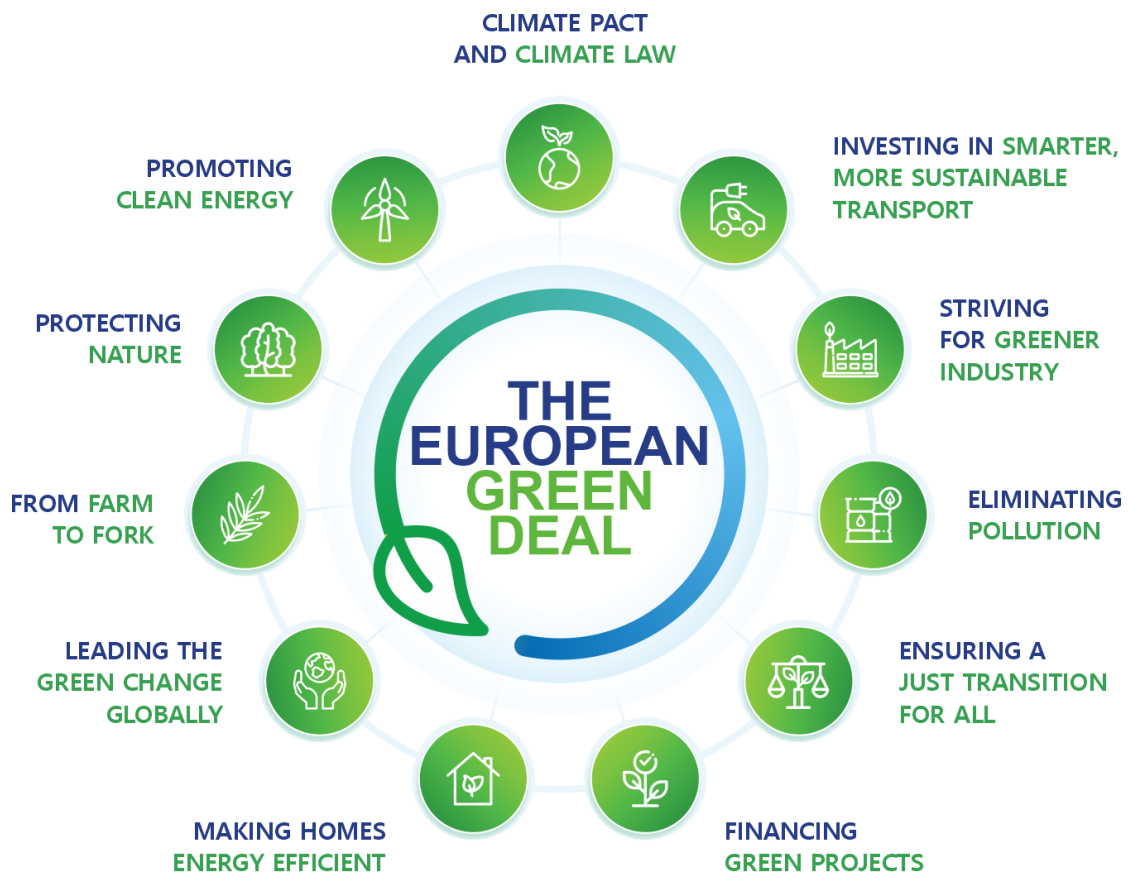 CLIMATE PACT
AND CLIMATE LAW
INVESTING IN SMARTER,
MORE SUSTAINABLE
TRANSPORT
STRIVING
FOR GREENER
INDUSTRY
ELIMINATING
POLLUTION
ENSURING A
JUST TRANSITION
FOR ALL
FINANCING
GREEN PROJECTS
MAKING HOMES
ENERGY EFFICIENT
LEADING THE
GREEN CHANGE
GLOBALLY
FROM FARM
TO FORK
PROTECTING
NATURE
PROMOTING
CLEAN ENERGY
THE
EUROPEAN
GREEN
DEAL